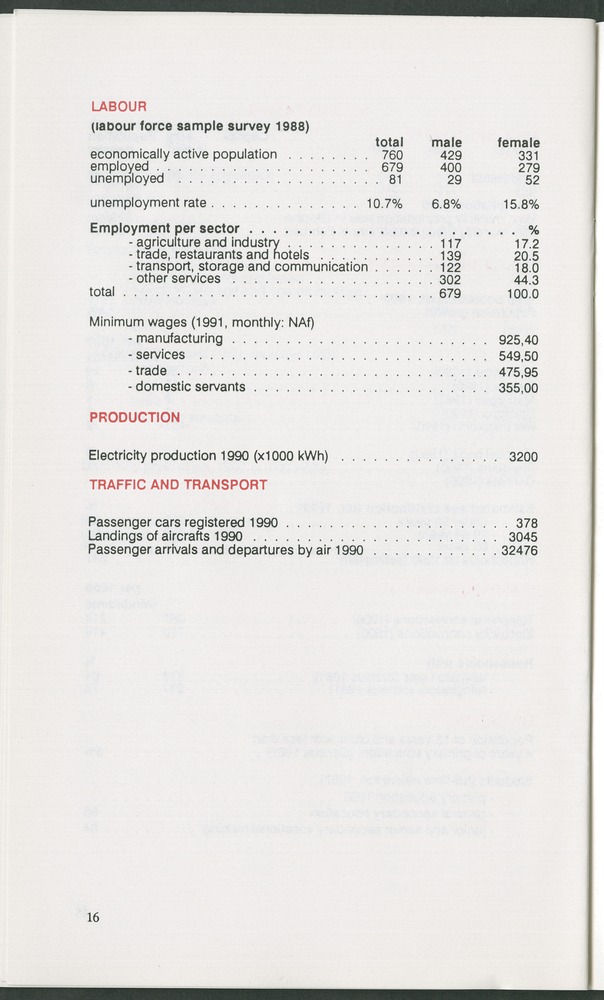 LABOUR
(labour force sample survey 1988)
total male female
economically active population . . . . . . . . 760 429 331
employed . . . . . . . . . . . . . . . . . . 679 400 279
unemployed . . . . . . . . . . . . . . . . . 81 29 52
unemployment rate . . . . . . . . . . . . . 10.7% 6.8% 15.8%
Employment per sector . . . . . . . . . . . . . . . . . . . . . . %
- agriculture and industry . . . . . . . . . . . . . 117 17.2
- trade, restaurants and hotels . . . . . . . . . . 139 20.5
- transport, storage and communication . . . . . . 122 18.0
- other services . . . . . . . . . . . . . . . . . . 302 44.3
total . . . . . . . . . . . . . . . . . . . . . . . . . . . 679 100.0
Minimum wages (1991, monthly: NAf)
- manufacturing . . . . . . . . . . . . . . . . . . . . . . . 925,40
- services . . . . . . . . . . . . . . . . . . . . . . . . . . 549,50
- trade . . . . . . . . . . . . . . . . . . . . . . . . . . . . 475,95
- domestic servants . . . . . . . . . . . . . . . . . . . . . 355,00
PRODUCTION
Electricity production 1990 (x1000 kWh) . . . . . . . . . . . . . 3200
TRAFFIC AND TRANSPORT
Passenger cars registered 1990 . . . . . . . . . . . . . . . . . . . 378
Landings of aircrafts 1990 . . . . . . . . . . . . . . . . . . . . . . 3045
Passenger arrivals and departures by air 1990 . . . . . . . . . . . 32476
16